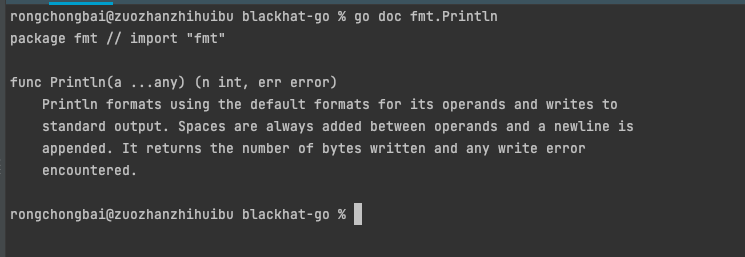 rongchongbai@zuozhanzhihuibu blackhat-go % go doc fmt.Println
package fmt // import "fmt"
func Println(a ...any) (n int, err error)
Println formats using the default formats for its operands and writes to
standard output. Spaces are always added between operands and a newline is
appended. It returns the number of bytes written and any write error
encountered.
rongchongbai@zuozhanzhihuibu blackhat-go %